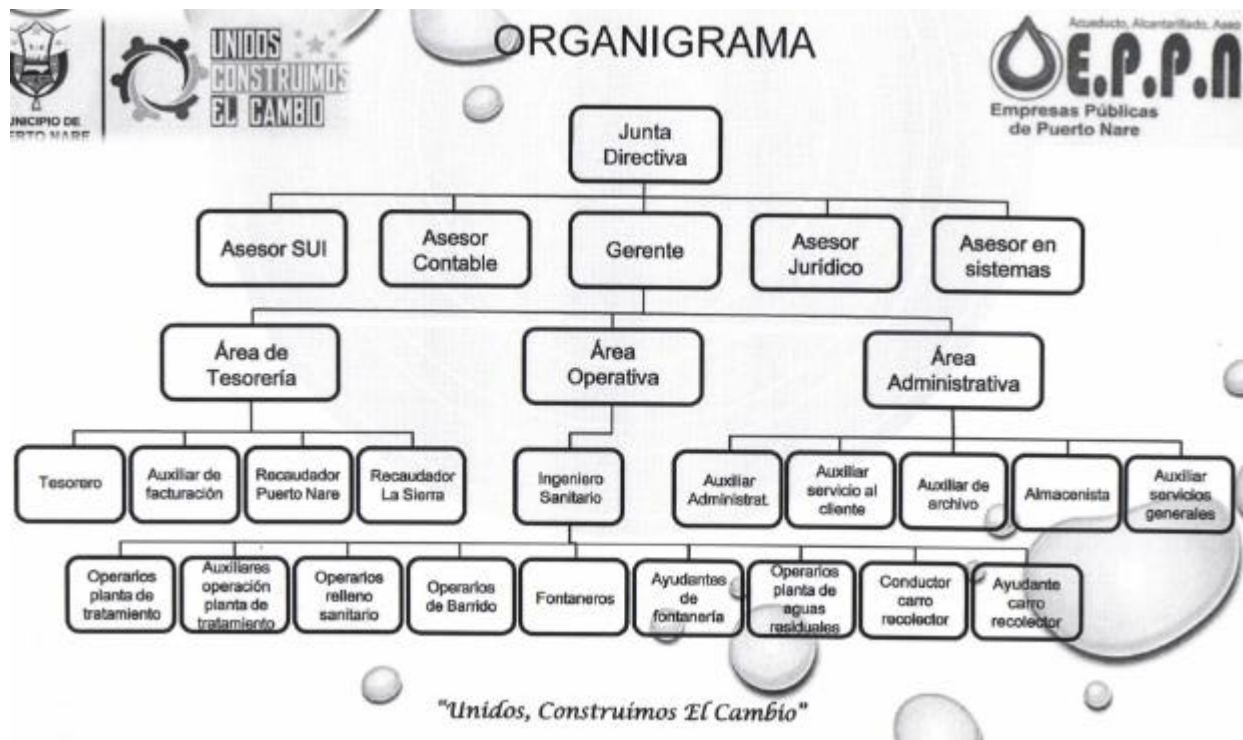 ORGANIGRAMA
UNIDOS
CONSTRUIMOS
EL CAMBIO
Acueducto, Alcantarillado, Aseo
E.P.P.N
Empresas Públicas
de Puerto Nare
Junta
Directiva
Asesor SUI
Asesor
Contable
Gerente
Asesor
Jurídico
Asesor en
sistemas
Área de
Tesorería
Área
Operativa
Área
Administrativa
Tesorero
Auxiliar de
facturación
Recaudador
Puerto Nare
Recaudador
La Sierra
Ingeniero
Sanitario
Auxiliar
Administrat.
Auxiliar
servicio al
cliente
Auxiliar de
archivo
Almacenista
Auxiliar
servicios
generales
Operarios
planta de
tratamiento
Auxiliares
operación
planta de
tratamiento
Operarios
relleno
sanitario
Operarios
de Barrido
Fontaneros
Ayudantes
de
fontanería
Operarios
planta de
aguas
residuales
Conductor
carro
recolector
Ayudante
carro
recolector
"Unidos, Construimos El Cambio"